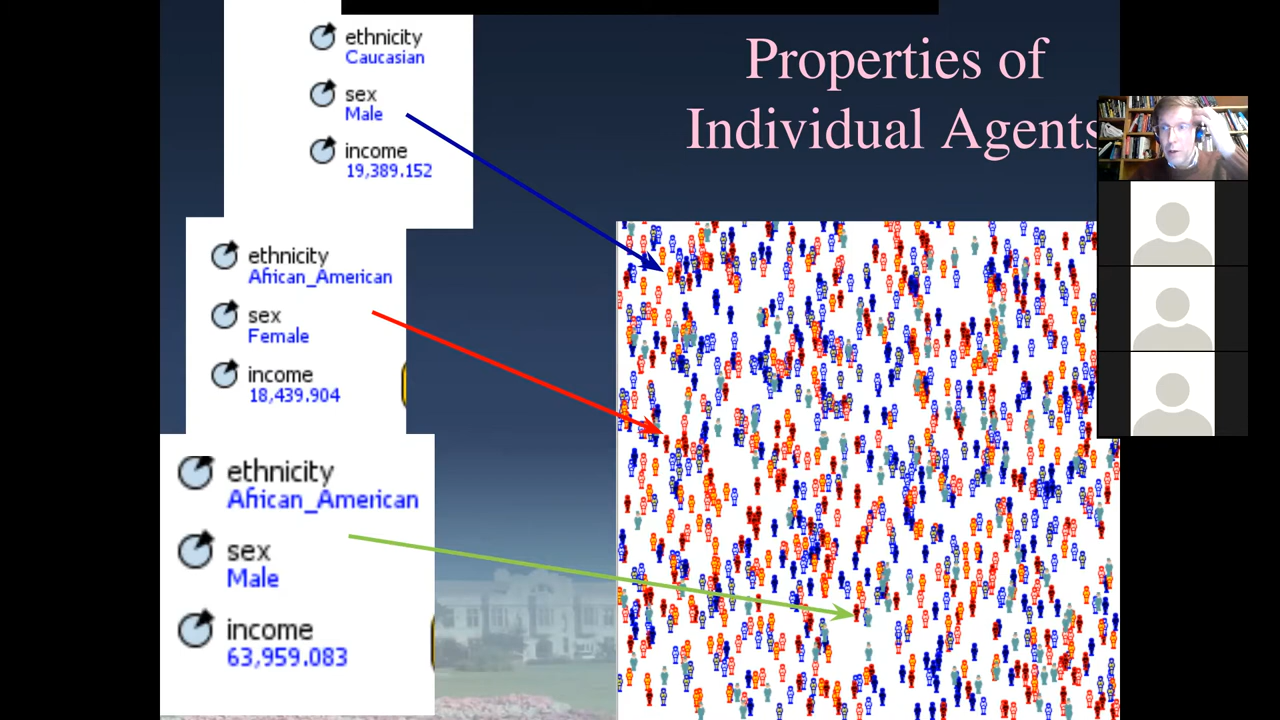 Properties of
Individual Agents
ethnicity
Caucasian
sex
Male
income
19,389.152
ethnicity
African_American
sex
Female
income
18,439.904
ethnicity
African_American
sex
Male
income
63,959.083